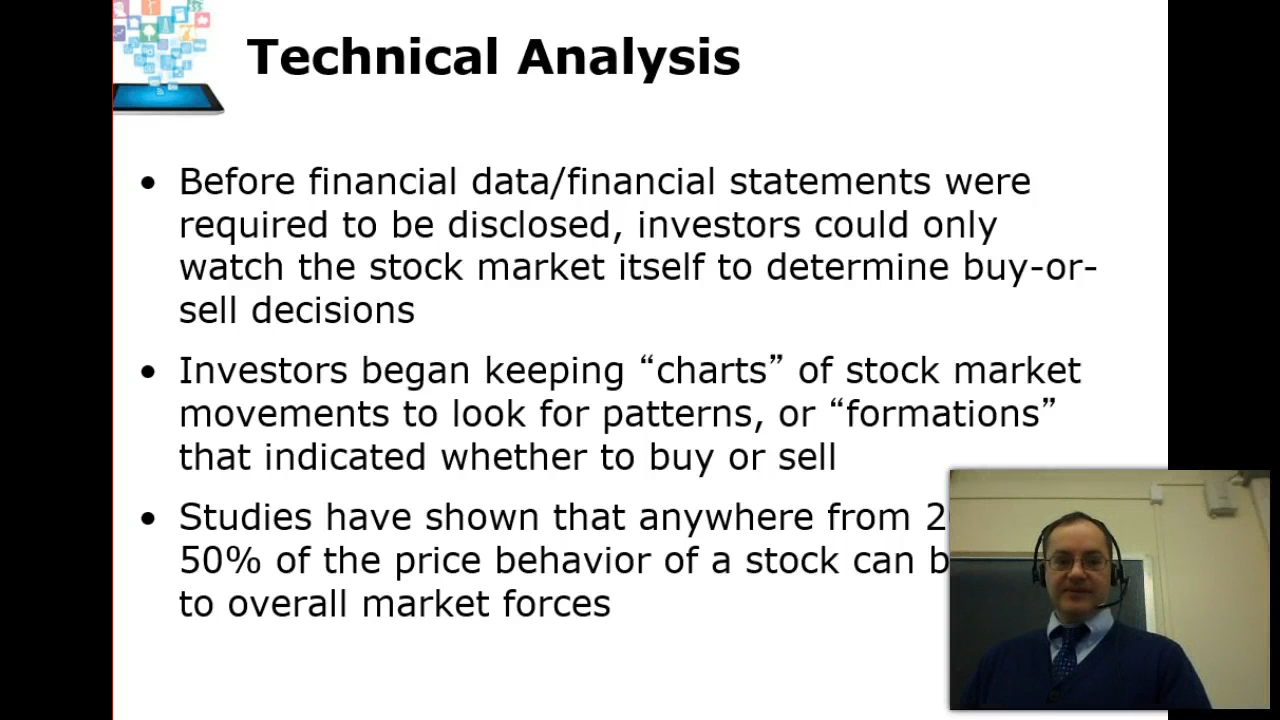 Technical Analysis
• Before financial data/financial statements were
required to be disclosed, investors could only
watch the stock market itself to determine buy-or-
sell decisions
• Investors began keeping “charts” of stock market
movements to look for patterns, or “formations”
that indicated whether to buy or sell
• Studies have shown that anywhere from
50% of the price behavior of a stock can
to overall market forces